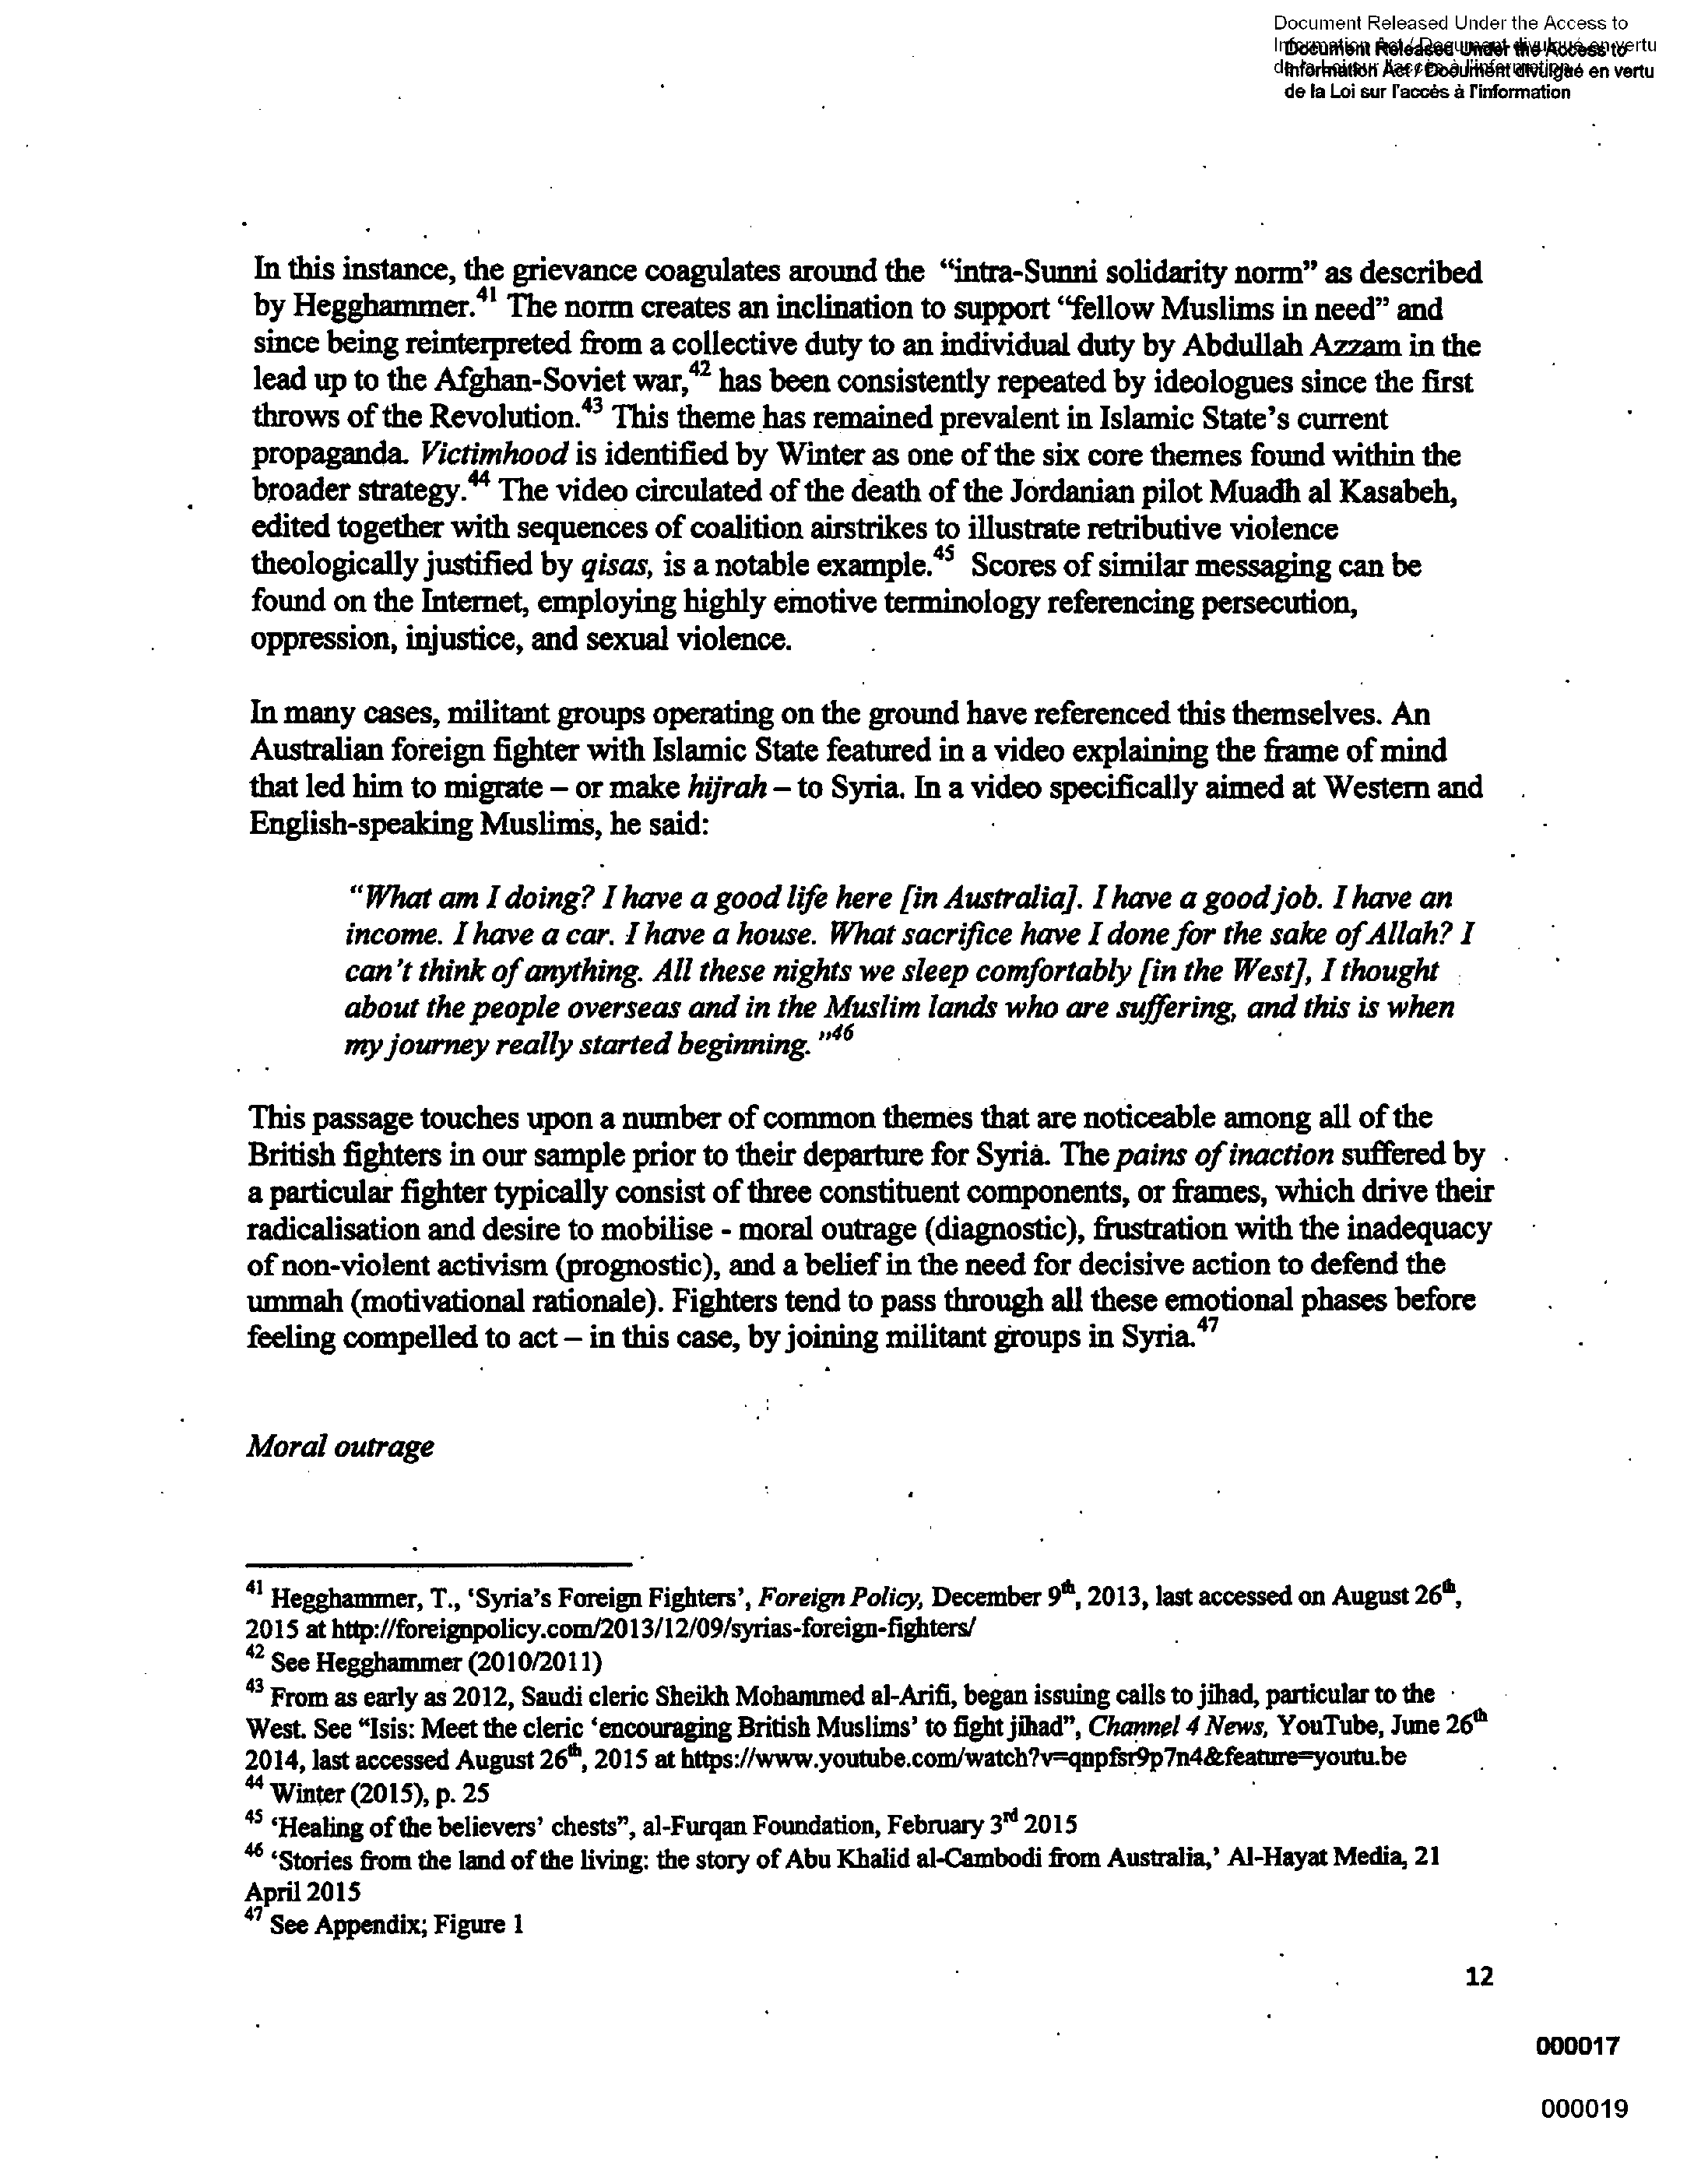 Document Released Under the Access to
Information Act / Document divulgué en vertu
de la Loi sur l'accès à l'information
Document Released Under the Access to
Information Act / Document divulgué en vertu
de la Loi sur l'accès à l'information
In this instance, the grievance coagulates around the “intra-Sunni solidarity norm” as described
by Hegghammer.41 The norm creates an inclination to support “fellow Muslims in need” and
since being reinterpreted from a collective duty to an individual duty by Abdullah Azzam in the
lead up to the Afghan-Soviet war,42 has been consistently repeated by ideologues since the first
throws of the Revolution.43 This theme has remained prevalent in Islamic State’s current
propaganda. Victimhood is identified by Winter as one of the six core themes found within the
broader strategy.44 The video circulated of the death of the Jordanian pilot Muadh al Kasabeh,
edited together with sequences of coalition airstrikes to illustrate retributive violence
theologically justified by qisas, is a notable example.45 Scores of similar messaging can be
found on the Internet, employing highly emotive terminology referencing persecution,
oppression, injustice, and sexual violence.
In many cases, militant groups operating on the ground have referenced this themselves. An
Australian foreign fighter with Islamic State featured in a video explaining the frame of mind
that led him to migrate – or make hijrah – to Syria. In a video specifically aimed at Western and
English-speaking Muslims, he said:
“What am I doing? I have a good life here [in Australia]. I have a good job. I have an
income. I have a car. I have a house. What sacrifice have I done for the sake of Allah? I
can’t think of anything. All these nights we sleep comfortably [in the West], I thought
about the people overseas and in the Muslim lands who are suffering, and this is when
my journey really started beginning.”46
This passage touches upon a number of common themes that are noticeable among all of the
British fighters in our sample prior to their departure for Syria. The pains of inaction suffered by
a particular fighter typically consist of three constituent components, or frames, which drive their
radicalisation and desire to mobilise - moral outrage (diagnostic), frustration with the inadequacy
of non-violent activism (prognostic), and a belief in the need for decisive action to defend the
ummah (motivational rationale). Fighters tend to pass through all these emotional phases before
feeling compelled to act – in this case, by joining militant groups in Syria.47
Moral outrage
41 Hegghammer, T., ‘Syria’s Foreign Fighters’, Foreign Policy, December 9th, 2013, last accessed on August 26th,
2015 at http://foreignpolicy.com/2013/12/09/syrias-foreign-fighters/
42 See Hegghammer (2010/2011)
43 From as early as 2012, Saudi cleric Sheikh Mohammed al-Arifi, began issuing calls to jihad, particular to the
West. See “Isis: Meet the cleric ‘encouraging British Muslims’ to fight jihad”, Channel 4 News, YouTube, June 26th
2014, last accessed August 26th, 2015 at https://www.youtube.com/watch?v=qnpfsr9p7n4&feature=youtu.be
44 Winter (2015), p. 25
45 ‘Healing of the believers’ chests”, al-Furqan Foundation, February 3rd 2015
46 ‘Stories from the land of the living: the story of Abu Khalid al-Cambodi from Australia,’ Al-Hayat Media, 21
April 2015
47 See Appendix; Figure 1
12
000017
000019